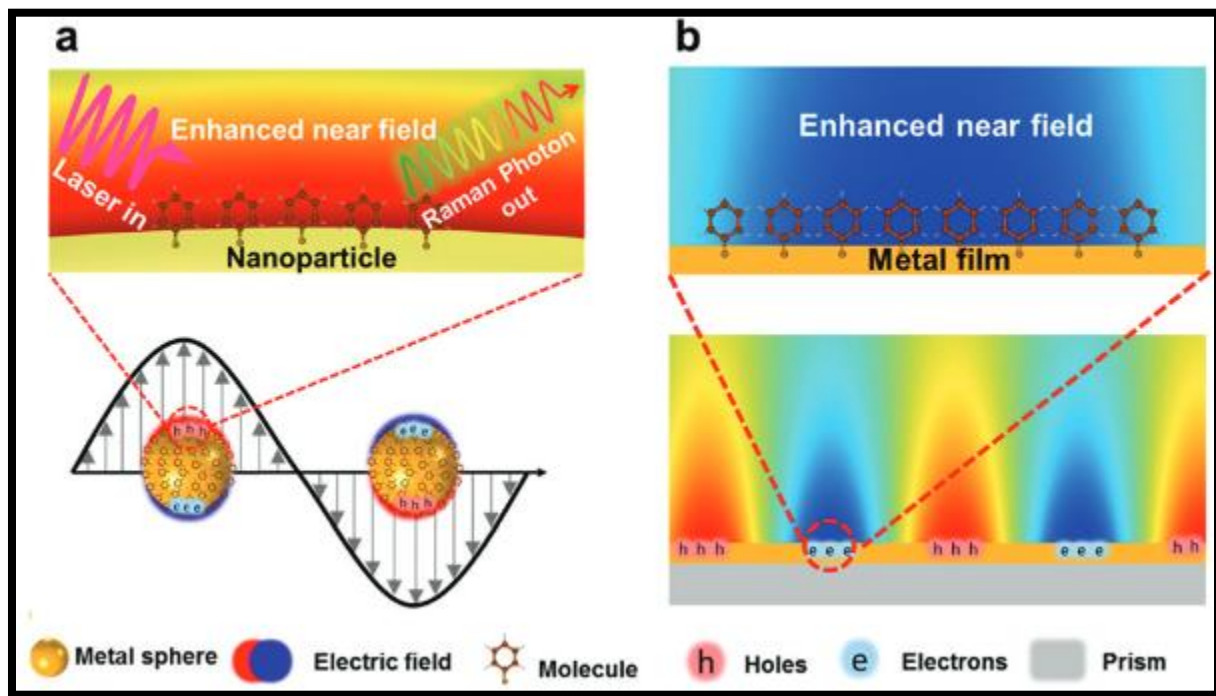 a
Enhanced near field
Laser in
Raman Photon
out
Nanoparticle
h h h
e e e
e e e
h h h
b
Enhanced near field
Metal film
h h h
e e e
h h h
e e e
h h
Metal sphere
Electric field
Molecule
h Holes
e Electrons
Prism